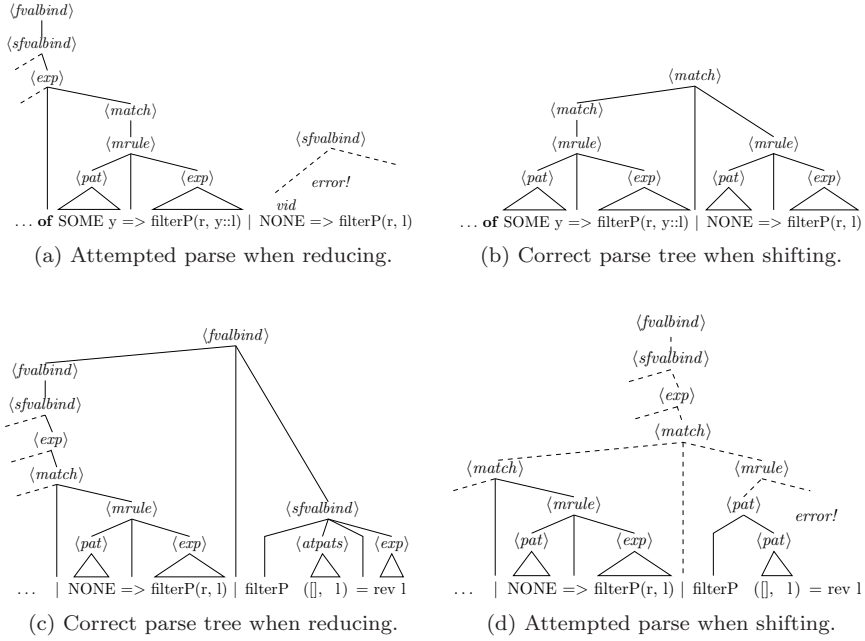 ⟨fvalbind⟩
⟨sfvalbind⟩
⟨exp⟩
⟨match⟩
⟨mrule⟩
⟨pat⟩ ⟨exp⟩
⟨sfvalbind⟩
error!
vid
... of SOME y => filterP(r, y::l) | NONE => filterP(r, l)
(a) Attempted parse when reducing.
⟨match⟩
⟨match⟩
⟨mrule⟩ ⟨mrule⟩
⟨pat⟩ ⟨exp⟩ ⟨pat⟩ ⟨exp⟩
... of SOME y => filterP(r, y::l) | NONE => filterP(r, l)
(b) Correct parse tree when shifting.
⟨fvalbind⟩
⟨fvalbind⟩
⟨sfvalbind⟩
⟨exp⟩
⟨match⟩
⟨mrule⟩ ⟨sfvalbind⟩
⟨pat⟩ ⟨exp⟩ ⟨atpats⟩ ⟨exp⟩
... | NONE => filterP(r, l) | filterP ([], l) = rev l
(c) Correct parse tree when reducing.
⟨fvalbind⟩
⟨sfvalbind⟩
⟨exp⟩
⟨match⟩
⟨match⟩ ⟨mrule⟩
⟨mrule⟩ ⟨pat⟩ error!
⟨pat⟩ ⟨exp⟩ ⟨pat⟩
... | NONE => filterP(r, l) | filterP ([], l) = rev l
(d) Attempted parse when shifting.